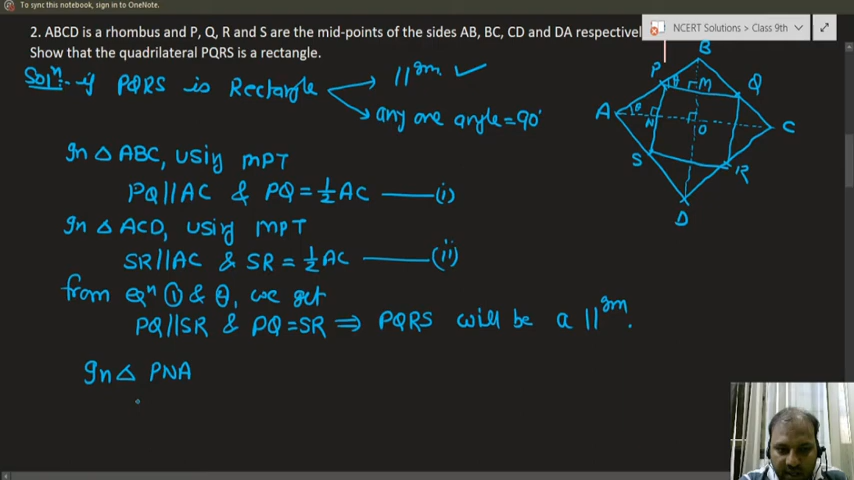 To sync this notebook, sign in to OneNote.
2. ABCD is a rhombus and P, Q, R and S are the mid-points of the sides AB, BC, CD and DA respectivel
NCERT Solutions > Class 9th
Show that the quadrilateral PQRS is a rectangle.
Solⁿ:- if PQRS is Rectangle
||gm. ✓
any one angle = 90°
In △ ABC, using MPT
PQ||AC & PQ = ½ AC ——(i)
In △ ACD, using MPT
SR||AC & SR = ½ AC ——(ii)
from Eqⁿ ① & ②, we get
PQ||SR & PQ = SR ⇒ PQRS will be a ||gm.
In △ PNA
B
P θ M Q
A θ N O C
S R
D